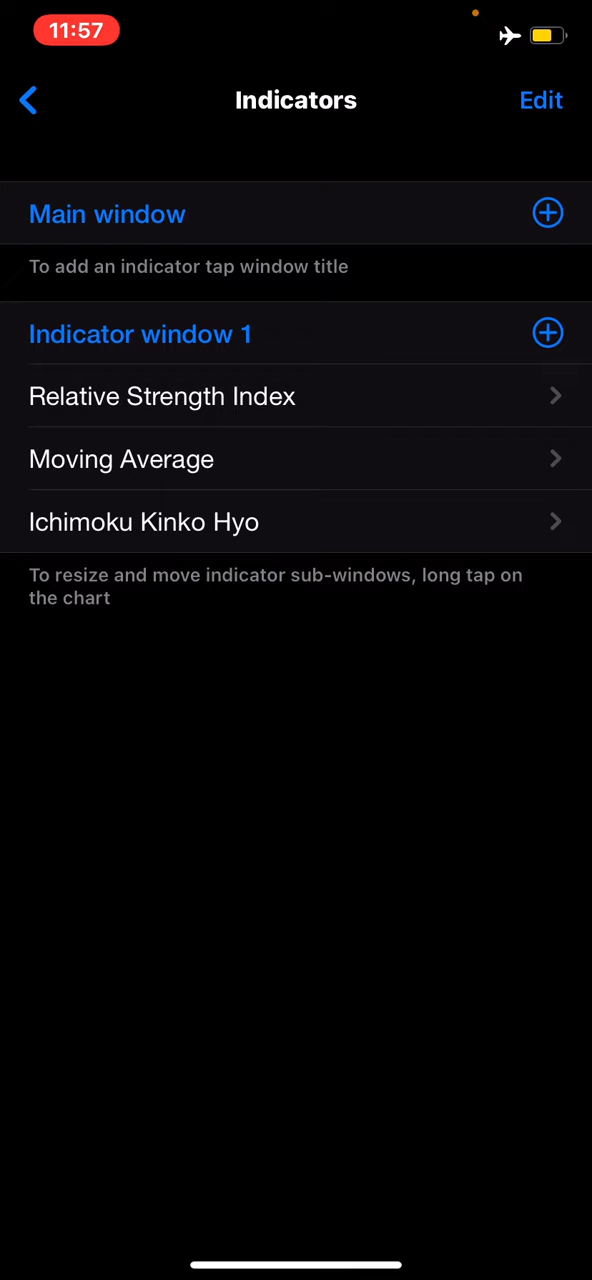 11:57
Indicators
Edit
Main window
To add an indicator tap window title
Indicator window 1
Relative Strength Index
Moving Average
Ichimoku Kinko Hyo
To resize and move indicator sub-windows, long tap on
the chart